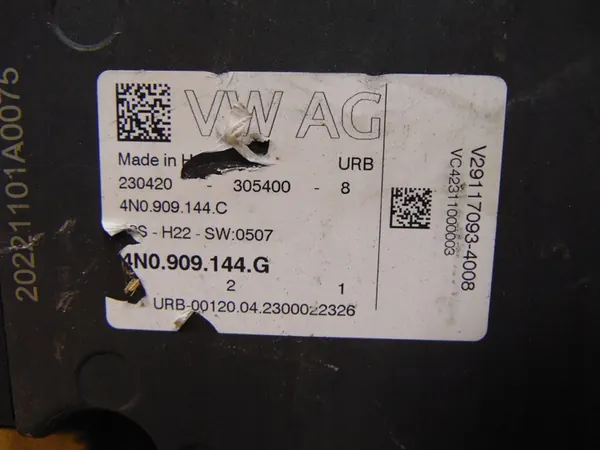 20221101A0075
VW AG
Made in H
URB
230420 - 305400 - 8
4N0.909.144.C
S - H22 - SW:0507
4N0.909.144.G
2 1
URB-00120.04.2300022326
V29117093-4008
VC42311000003